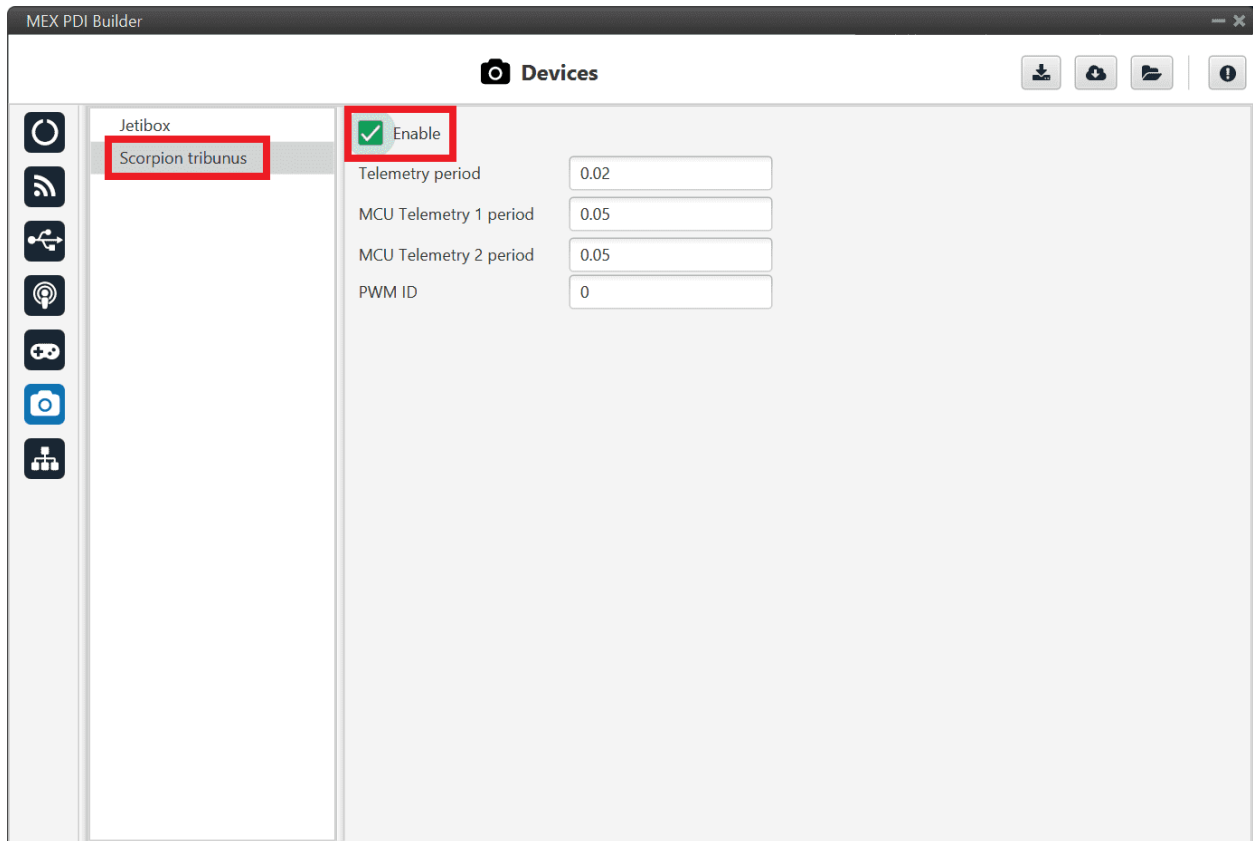 MEX PDI Builder
Devices
Jetibox
Scorpion tribunus
Enable
Telemetry period 0.02
MCU Telemetry 1 period 0.05
MCU Telemetry 2 period 0.05
PWM ID 0